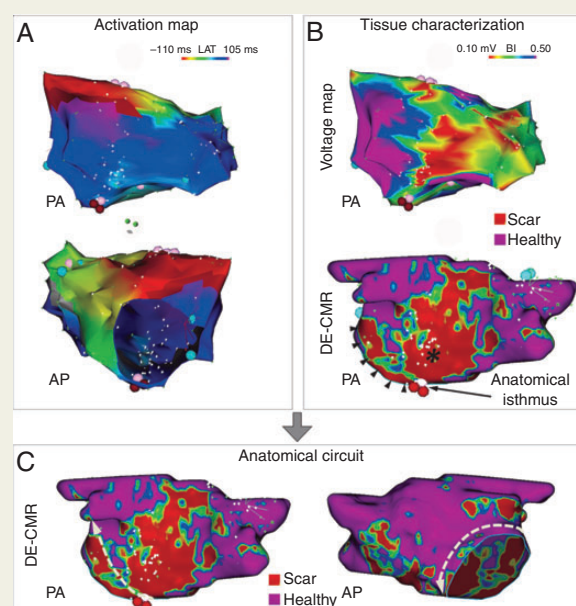 A
Activation map
–110 ms LAT 105 ms
PA
AP
B
Tissue characterization
0.10 mV BI 0.50
Voltage map
PA
Scar
Healthy
DE-CMR
PA
*
Anatomical
isthmus
C
Anatomical circuit
DE-CMR
PA
Scar
Healthy
AP